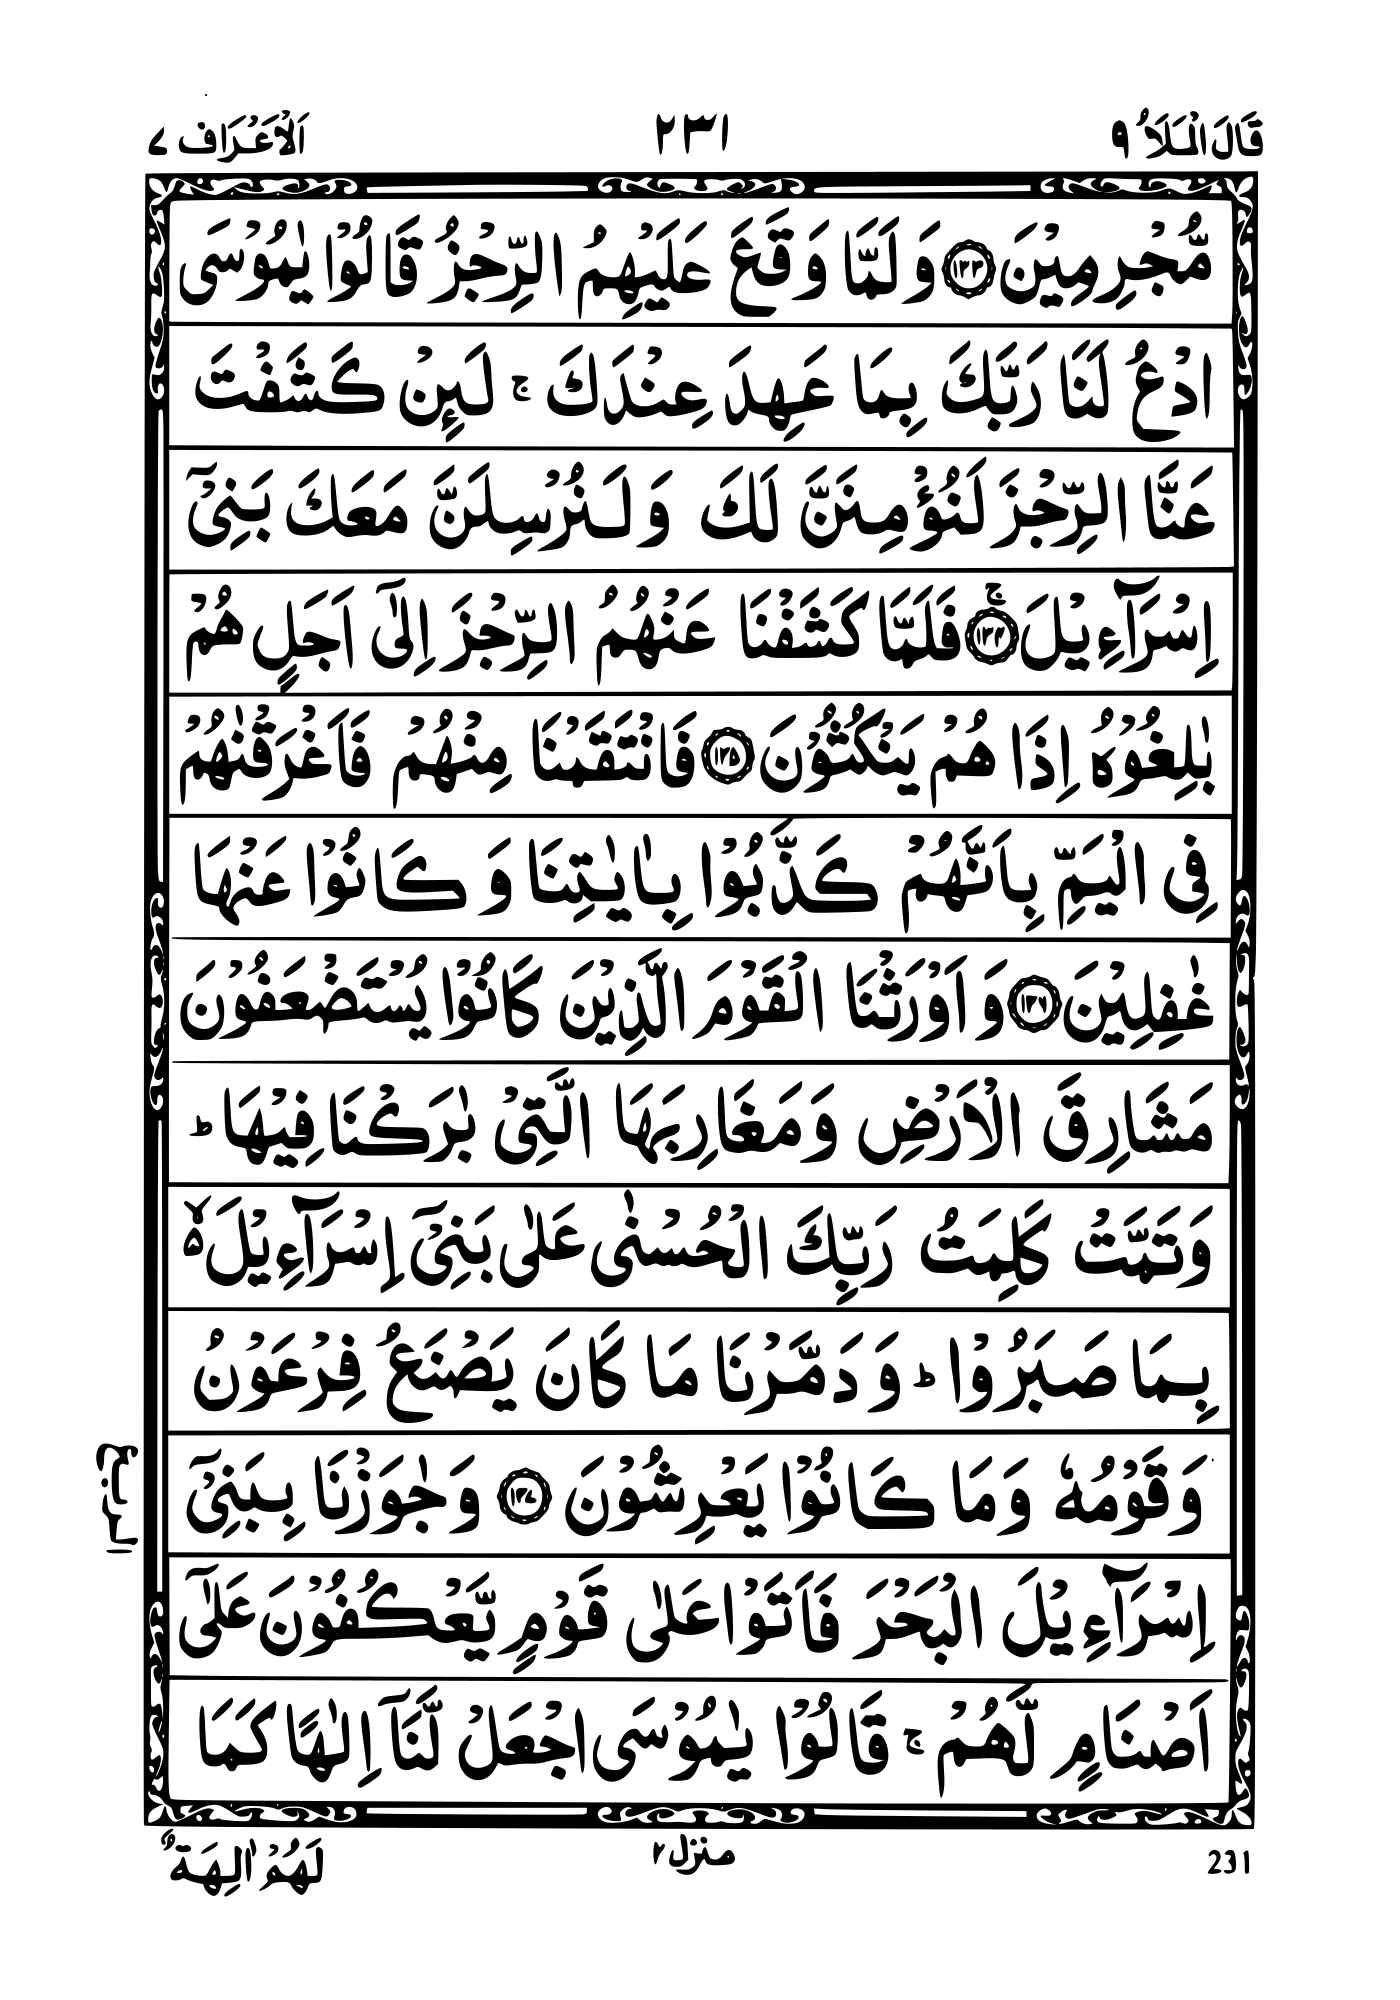 قَالَ الْمَلَاُ ٩ ٢٣١ اَلْاَعْرَاف ٧
مُّجْرِمِیْنَ ﴿١٣٣﴾ وَ لَمَّا وَ قَعَ عَلَیْهِمُ الرِّجْزُ قَالُوْا یٰمُوْسَى
ادْعُ لَنَا رَبَّكَ بِمَا عَهِدَ عِنْدَكَ ۚ لَىِٕنْ كَشَفْتَ
عَنَّا الرِّجْزَ لَنُؤْمِنَنَّ لَكَ وَ لَنُرْسِلَنَّ مَعَكَ بَنِیْۤ
اِسْرَآءِیْلَ ﴿١٣٤﴾ۚ فَلَمَّا كَشَفْنَا عَنْهُمُ الرِّجْزَ اِلٰۤى اَجَلٍ هُمْ
بٰلِغُوْهُ اِذَا هُمْ یَنْكُثُوْنَ ﴿١٣٥﴾ فَانْتَقَمْنَا مِنْهُمْ فَاَغْرَقْنٰهُمْ
فِی الْیَمِّ بِاَنَّهُمْ كَذَّبُوْا بِاٰیٰتِنَا وَ كَانُوْا عَنْهَا
غٰفِلِیْنَ ﴿١٣٦﴾ وَ اَوْرَثْنَا الْقَوْمَ الَّذِیْنَ كَانُوْا یُسْتَضْعَفُوْنَ
مَشَارِقَ الْاَرْضِ وَ مَغَارِبَهَا الَّتِیْ بٰرَكْنَا فِیْهَا ؕ
وَ تَمَّتْ كَلِمَتُ رَبِّكَ الْحُسْنٰى عَلٰى بَنِیْۤ اِسْرَآءِیْلَ ۙ۬
بِمَا صَبَرُوْا ؕ وَ دَمَّرْنَا مَا كَانَ یَصْنَعُ فِرْعَوْنُ
وَ قَوْمُهٗ وَ مَا كَانُوْا یَعْرِشُوْنَ ﴿١٣٧﴾ وَ جٰوَزْنَا بِبَنِیْۤ
الربع
اِسْرَآءِیْلَ الْبَحْرَ فَاَتَوْا عَلٰى قَوْمٍ یَّعْكُفُوْنَ عَلٰۤى
اَصْنَامٍ لَّهُمْ ۚ قَالُوْا یٰمُوْسَى اجْعَلْ لَّنَاۤ اِلٰهًا كَمَا
231 منزل ٢ لَهُمْ اٰلِهَةٌ